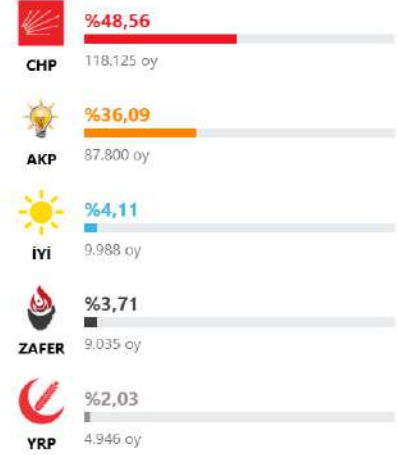 %48,56
CHP
118.125 oy
%36,09
AKP
87.800 oy
%4,11
İYİ
9.988 oy
%3,71
ZAFER
9.035 oy
%2,03
YRP
4.946 oy